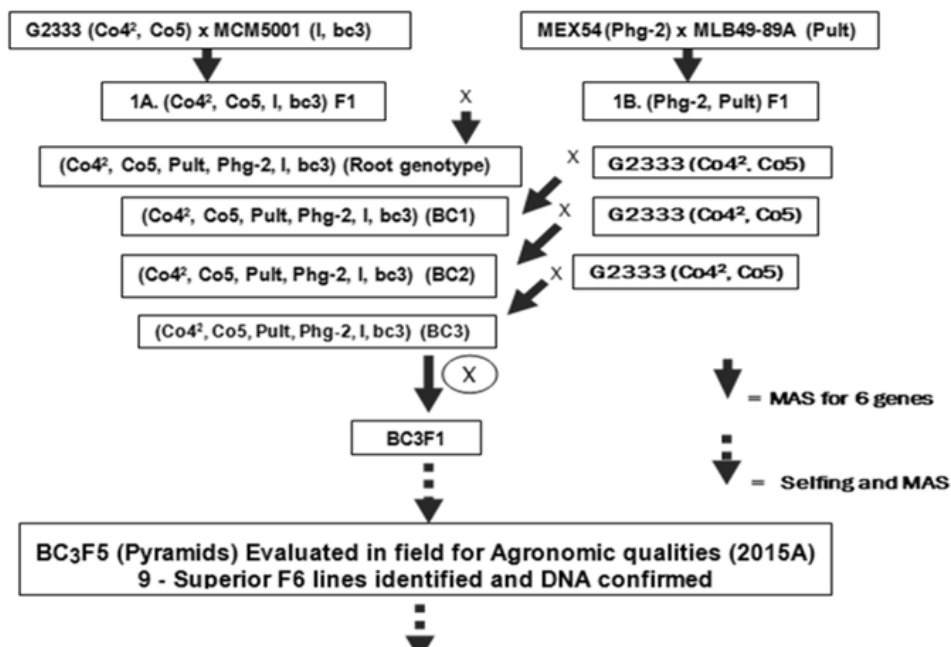 G2333 (Co4², Co5) x MCM5001 (I, bc3)
MEX54 (Phg-2) x MLB49-89A (Pult)
1A. (Co4², Co5, I, bc3) F1
X
1B. (Phg-2, Pult) F1
(Co4², Co5, Pult, Phg-2, I, bc3) (Root genotype)
X
G2333 (Co4², Co5)
(Co4², Co5, Pult, Phg-2, I, bc3) (BC1)
X
G2333 (Co4², Co5)
(Co4², Co5, Pult, Phg-2, I, bc3) (BC2)
X
G2333 (Co4², Co5)
(Co4², Co5, Pult, Phg-2, I, bc3) (BC3)
X
= MAS for 6 genes
BC3F1
= Selfing and MAS
BC₃F5 (Pyramids) Evaluated in field for Agronomic qualities (2015A)
9 - Superior F6 lines identified and DNA confirmed